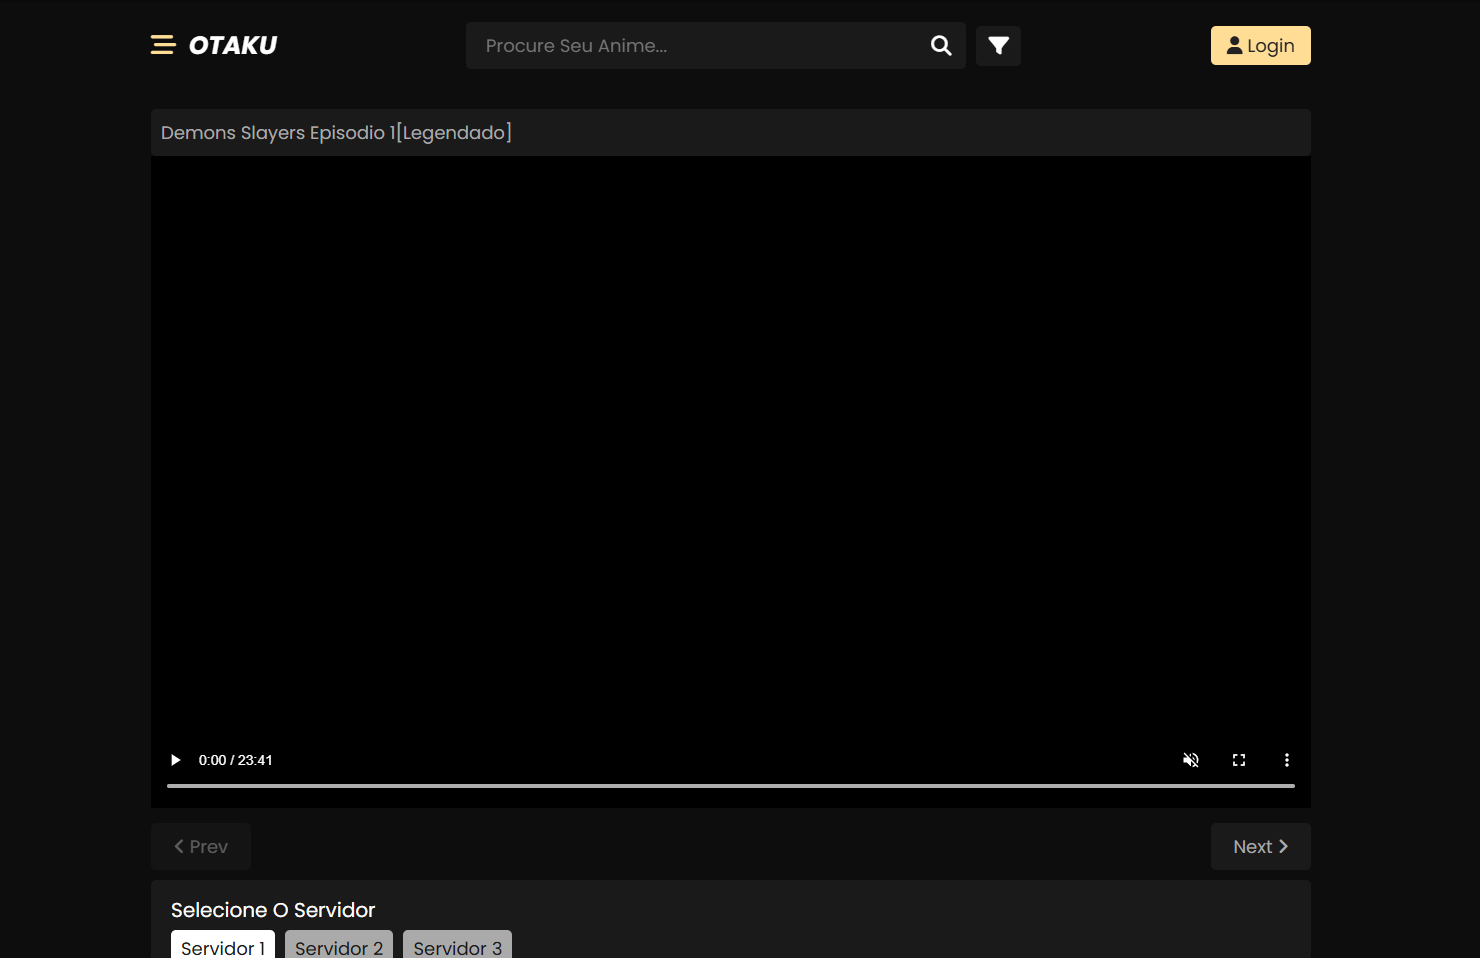 OTAKU
Procure Seu Anime...
Login
Demons Slayers Episodio 1[Legendado]
0:00 / 23:41
Prev
Next
Selecione O Servidor
Servidor 1
Servidor 2
Servidor 3